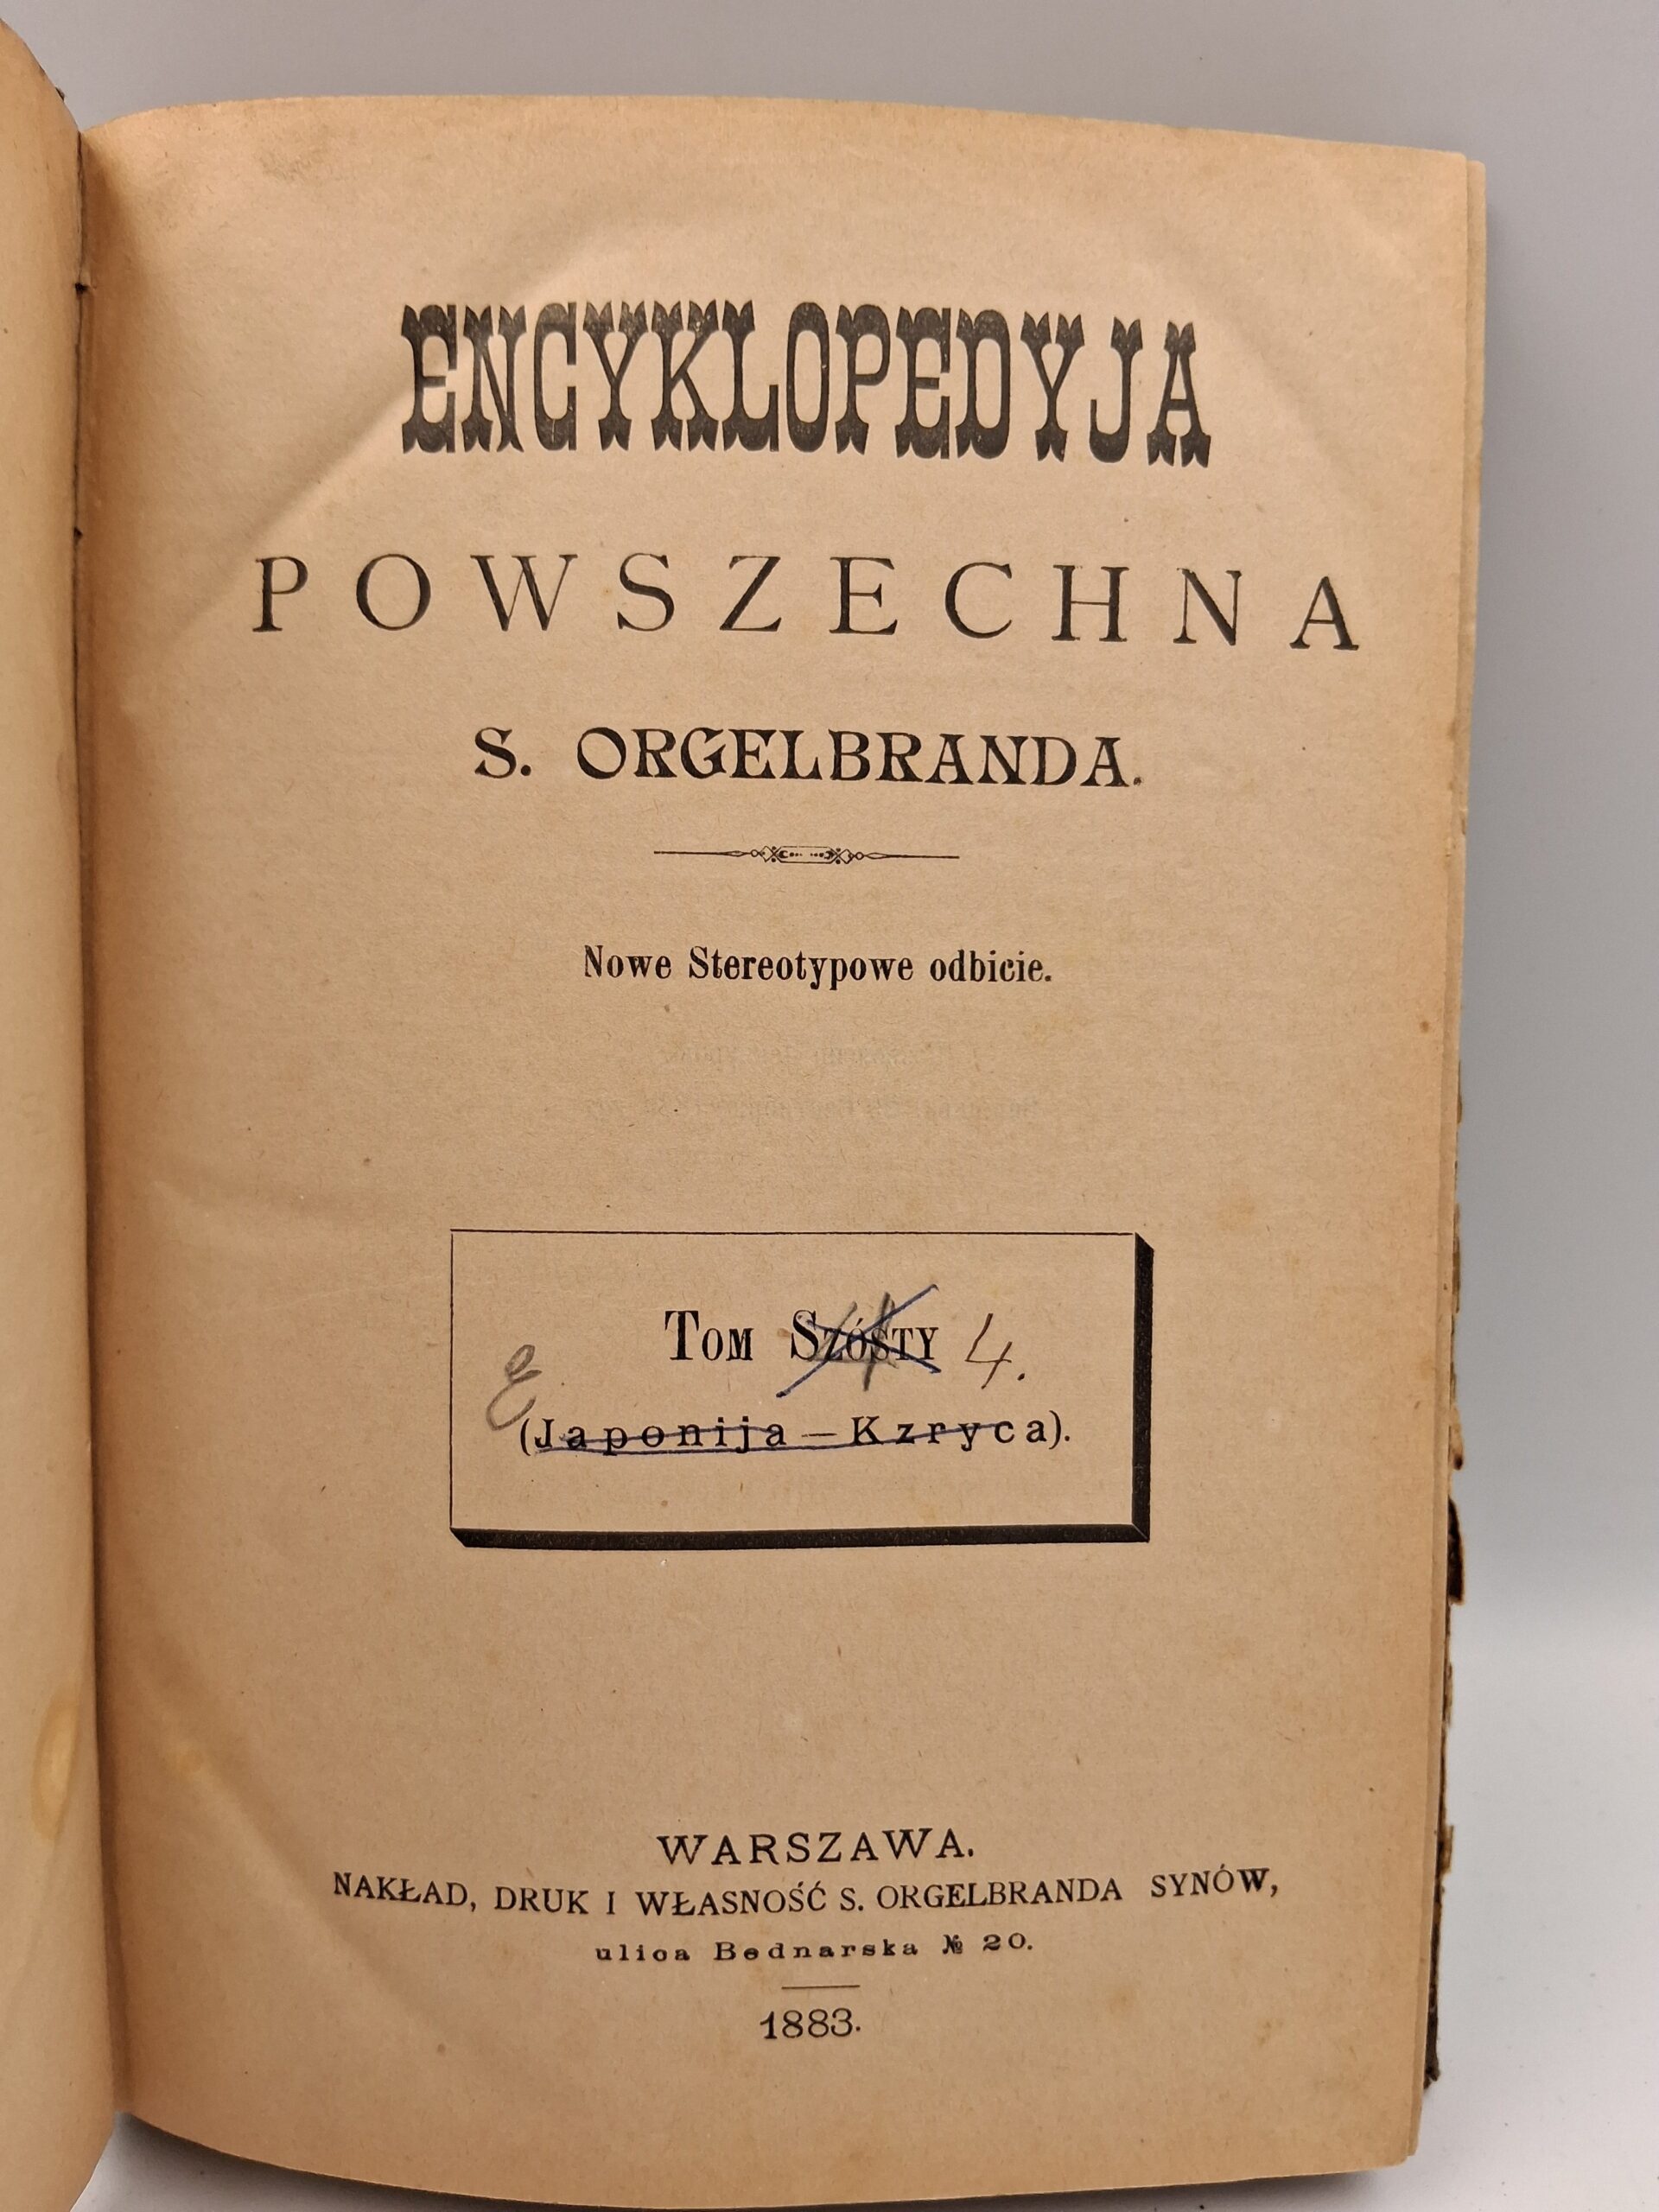 ENCYKLOPEDYJA
POWSZECHNA
S. ORGELBRANDA.
Nowe Stereotypowe odbicie.
Tom Szósty 4.
E
(Japonija — Kzryca).
WARSZAWA.
NAKŁAD, DRUK I WŁASNOŚĆ S. ORGELBRANDA SYNÓW,
ulica Bednarska № 20.
1883.